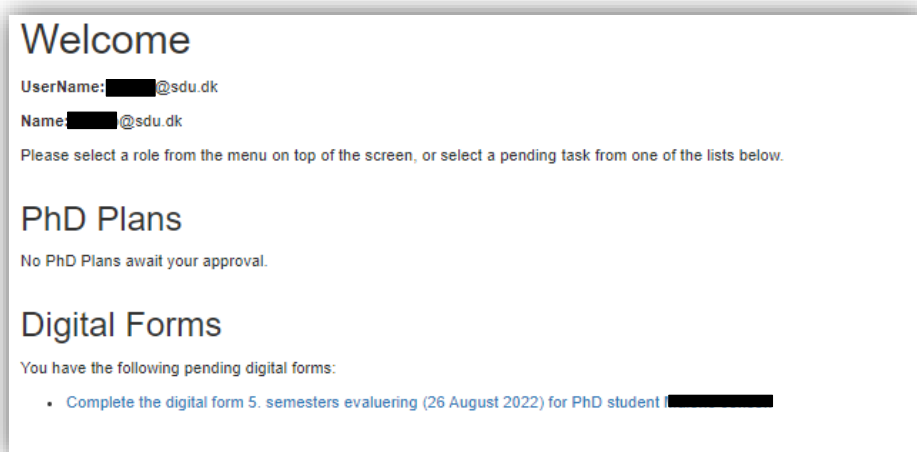 Welcome
UserName: @sdu.dk
Name: @sdu.dk
Please select a role from the menu on top of the screen, or select a pending task from one of the lists below.
PhD Plans
No PhD Plans await your approval.
Digital Forms
You have the following pending digital forms:
• Complete the digital form 5. semesters evaluering (26 August 2022) for PhD student